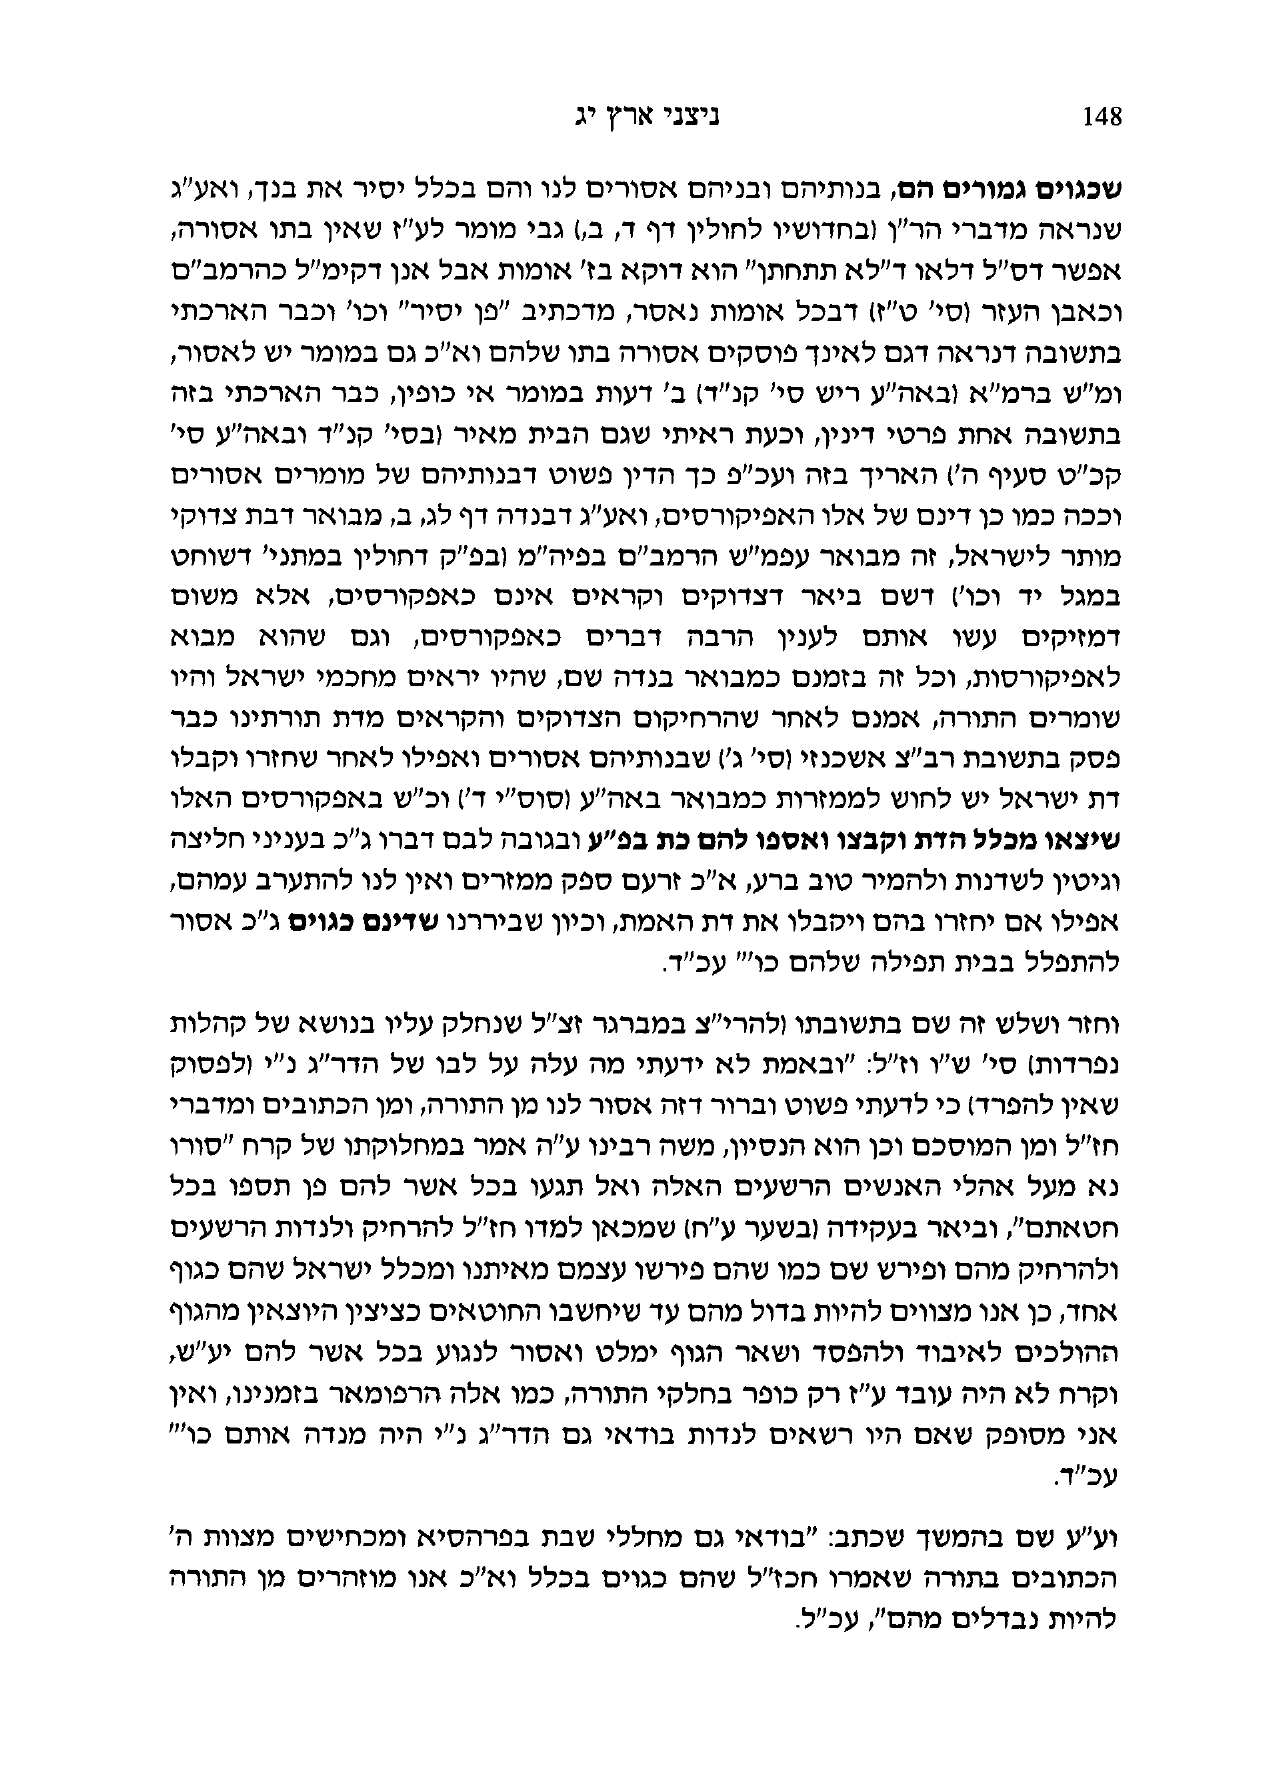 148
ניצני ארץ יג
שכגוים גמורים הם, בנותיהם ובניהם אסורים לנו והם בכלל יסיר את בנך, ואע"ג
שנראה מדברי הר"ן (בחדושיו לחולין דף ד, ב,) גבי מומר לע"ז שאין בתו אסורה,
אפשר דס"ל דלאו ד"לא תתחתן" הוא דוקא בז' אומות אבל אנן דקימ"ל כהרמב"ם
וכאבן העזר (סי' ט"ז) דבכל אומות נאסר, מדכתיב "פן יסיר" וכו' וכבר הארכתי
בתשובה דנראה דגם לאינך פוסקים אסורה בתו שלהם וא"כ גם במומר יש לאסור,
ומ"ש ברמ"א (באה"ע ריש סי' קנ"ד) ב' דעות במומר אי כופין, כבר הארכתי בזה
בתשובה אחת פרטי דינין, וכעת ראיתי שגם הבית מאיר (בסי' קנ"ד ובאה"ע סי'
קכ"ט סעיף ה') האריך בזה ועכ"פ כך הדין פשוט דבנותיהם של מומרים אסורים
וככה כמו כן דינם של אלו האפיקורסים, ואע"ג דבנדה דף לג, ב, מבואר דבת צדוקי
מותר לישראל, זה מבואר עפמ"ש הרמב"ם בפיה"מ (בפ"ק דחולין במתני' דשוחט
במגל יד וכו') דשם ביאר דצדוקים וקראים אינם כאפקורסים, אלא משום
דמזיקים עשו אותם לענין הרבה דברים כאפקורסים, וגם שהוא מבוא
לאפיקורסות, וכל זה בזמנם כמבואר בנדה שם, שהיו יראים מחכמי ישראל והיו
שומרים התורה, אמנם לאחר שהרחיקום הצדוקים והקראים מדת תורתינו כבר
פסק בתשובת רב"צ אשכנזי (סי' ג') שבנותיהם אסורים ואפילו לאחר שחזרו וקבלו
דת ישראל יש לחוש לממזרות כמבואר באה"ע (סוס"י ד') וכ"ש באפקורסים האלו
שיצאו מכלל הדת וקבצו ואספו להם כת בפ"ע ובגובה לבם דברו ג"כ בעניני חליצה
וגיטין לשדנות ולהמיר טוב ברע, א"כ זרעם ספק ממזרים ואין לנו להתערב עמהם,
אפילו אם יחזרו בהם ויקבלו את דת האמת, וכיון שביררנו שדינם כגוים ג"כ אסור
להתפלל בבית תפילה שלהם כו'" עכ"ד.
וחזר ושלש זה שם בתשובתו (להרי"צ במברגר זצ"ל שנחלק עליו בנושא של קהלות
נפרדות) סי' ש"ו וז"ל: "ובאמת לא ידעתי מה עלה על לבו של הדר"ג נ"י (לפסוק
שאין להפרד) כי לדעתי פשוט וברור דזה אסור לנו מן התורה, ומן הכתובים ומדברי
חז"ל ומן המוסכם וכן הוא הנסיון, משה רבינו ע"ה אמר במחלוקתו של קרח "סורו
נא מעל אהלי האנשים הרשעים האלה ואל תגעו בכל אשר להם פן תספו בכל
חטאתם", וביאר בעקידה (בשער ע"ח) שמכאן למדו חז"ל להרחיק ולנדות הרשעים
ולהרחיק מהם ופירש שם כמו שהם פירשו עצמם מאיתנו ומכלל ישראל שהם כגוף
אחד, כן אנו מצווים להיות בדול מהם עד שיחשבו החוטאים כציצין היוצאין מהגוף
ההולכים לאיבוד ולהפסד ושאר הגוף ימלט ואסור לנגוע בכל אשר להם יע"ש,
וקרח לא היה עובד ע"ז רק כופר בחלקי התורה, כמו אלה הרפומאר בזמנינו, ואין
אני מסופק שאם היו רשאים לנדות בודאי גם הדר"ג נ"י היה מנדה אותם כו'"
עכ"ד.
וע"ע שם בהמשך שכתב: "בודאי גם מחללי שבת בפרהסיא ומכחישים מצוות ה'
הכתובים בתורה שאמרו חכז"ל שהם כגוים בכלל וא"כ אנו מוזהרים מן התורה
להיות נבדלים מהם", עכ"ל.